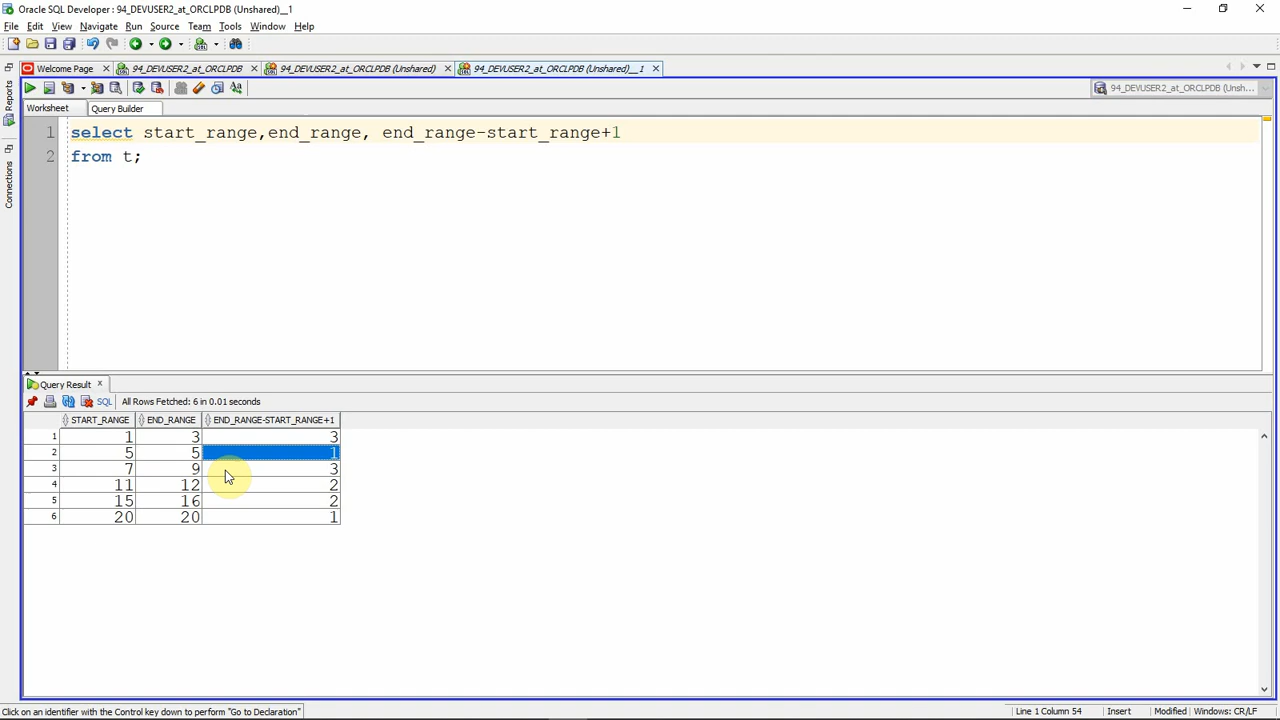 Oracle SQL Developer : 94_DEVUSER2_at_ORCLPDB (Unshared)__1
File Edit View Navigate Run Source Team Tools Window Help
Welcome Page 94_DEVUSER2_at_ORCLPDB 94_DEVUSER2_at_ORCLPDB (Unshared) 94_DEVUSER2_at_ORCLPDB (Unshared)__1
Reports
Connections
SQL
94_DEVUSER2_at_ORCLPDB (Unsh...
Worksheet Query Builder
1 select start_range,end_range, end_range-start_range+1
2 from t;
Query Result
SQL All Rows Fetched: 6 in 0.01 seconds
START_RANGE END_RANGE END_RANGE-START_RANGE+1
1 1 3 3
2 5 5 1
3 7 9 3
4 11 12 2
5 15 16 2
6 20 20 1
Click on an identifier with the Control key down to perform "Go to Declaration" Line 1 Column 54 Insert Modified Windows: CR/LF